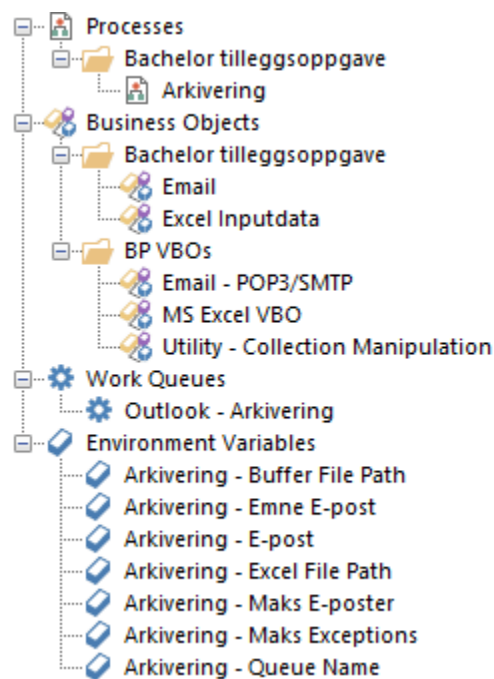 Processes
Bachelor tilleggsoppgave
Arkivering
Business Objects
Bachelor tilleggsoppgave
Email
Excel Inputdata
BP VBOs
Email - POP3/SMTP
MS Excel VBO
Utility - Collection Manipulation
Work Queues
Outlook - Arkivering
Environment Variables
Arkivering - Buffer File Path
Arkivering - Emne E-post
Arkivering - E-post
Arkivering - Excel File Path
Arkivering - Maks E-poster
Arkivering - Maks Exceptions
Arkivering - Queue Name